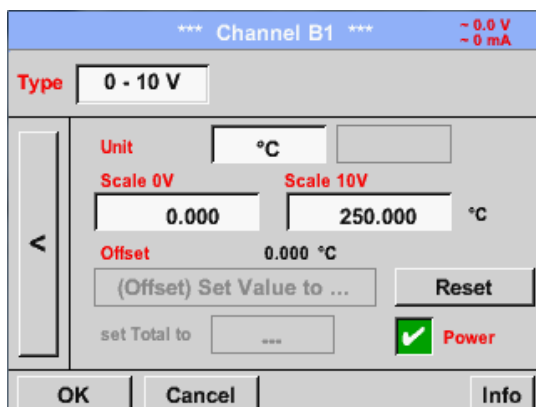 *** Channel B1 *** ~ 0.0 V
~ 0 mA
Type 0 - 10 V
Unit °C
Scale 0V Scale 10V
0.000 250.000 °C
<
Offset 0.000 °C
(Offset) Set Value to ... Reset
set Total to ... Power
OK Cancel Info